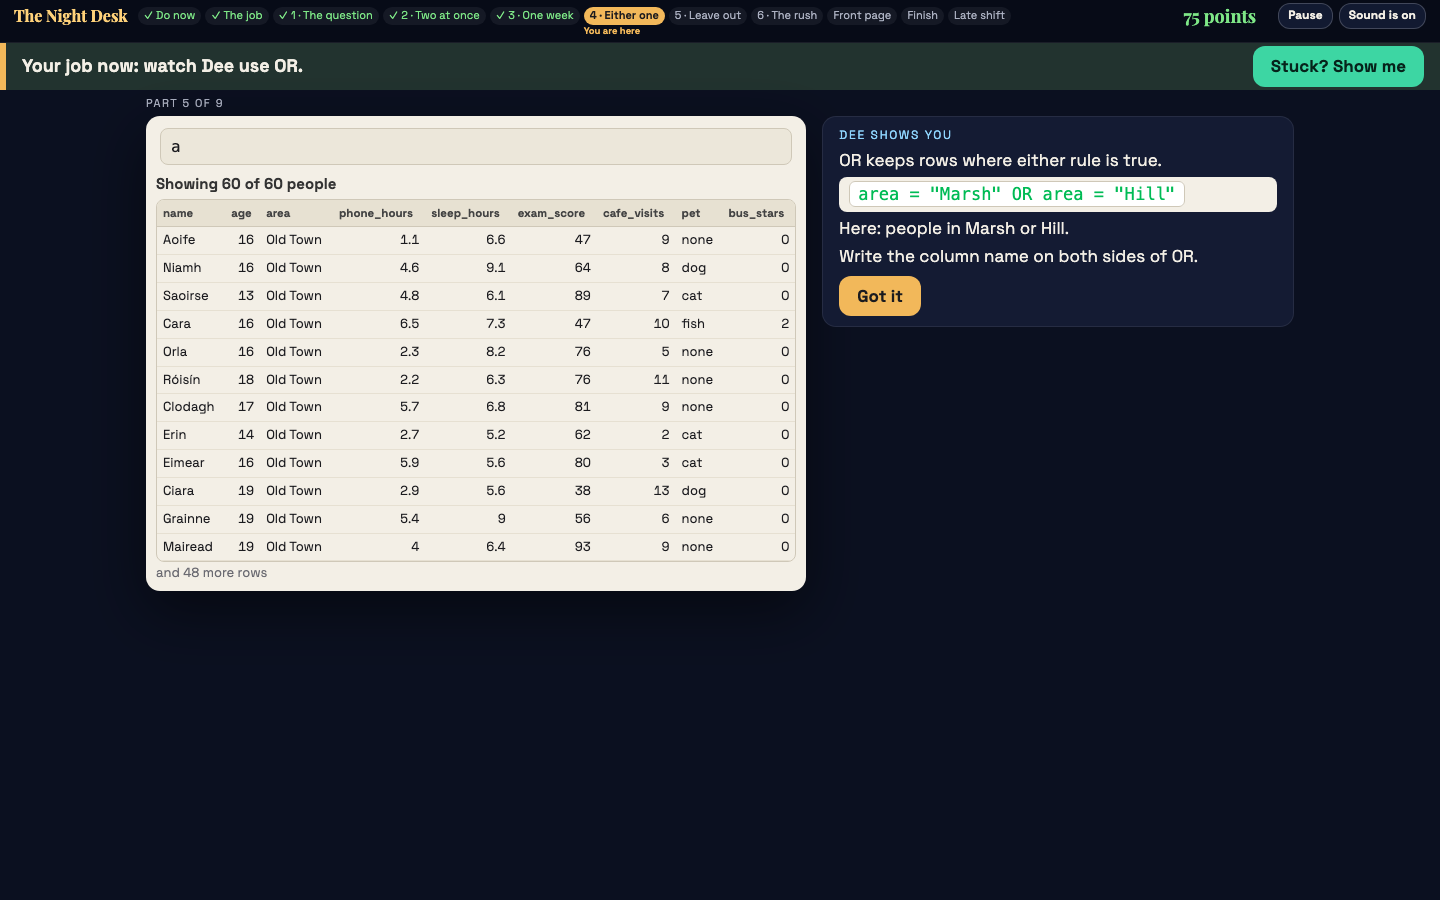 The Night Desk
✓ Do now
✓ The job
✓ 1 · The question
✓ 2 · Two at once
✓ 3 · One week
4 · Either one
5 · Leave out
6 · The rush
Front page
Finish
Late shift
You are here
75 points
Pause
Sound is on
Your job now: watch Dee use OR.
Stuck? Show me
PART 5 OF 9
a
Showing 60 of 60 people
name age area phone_hours sleep_hours exam_score cafe_visits pet bus_stars
Aoife 16 Old Town 1.1 6.6 47 9 none 0
Niamh 16 Old Town 4.6 9.1 64 8 dog 0
Saoirse 13 Old Town 4.8 6.1 89 7 cat 0
Cara 16 Old Town 6.5 7.3 47 10 fish 2
Orla 16 Old Town 2.3 8.2 76 5 none 0
Róisín 18 Old Town 2.2 6.3 76 11 none 0
Clodagh 17 Old Town 5.7 6.8 81 9 none 0
Erin 14 Old Town 2.7 5.2 62 2 cat 0
Eimear 16 Old Town 5.9 5.6 80 3 cat 0
Ciara 19 Old Town 2.9 5.6 38 13 dog 0
Grainne 19 Old Town 5.4 9 56 6 none 0
Mairead 19 Old Town 4 6.4 93 9 none 0
and 48 more rows
DEE SHOWS YOU
OR keeps rows where either rule is true.
area = "Marsh" OR area = "Hill"
Here: people in Marsh or Hill.
Write the column name on both sides of OR.
Got it